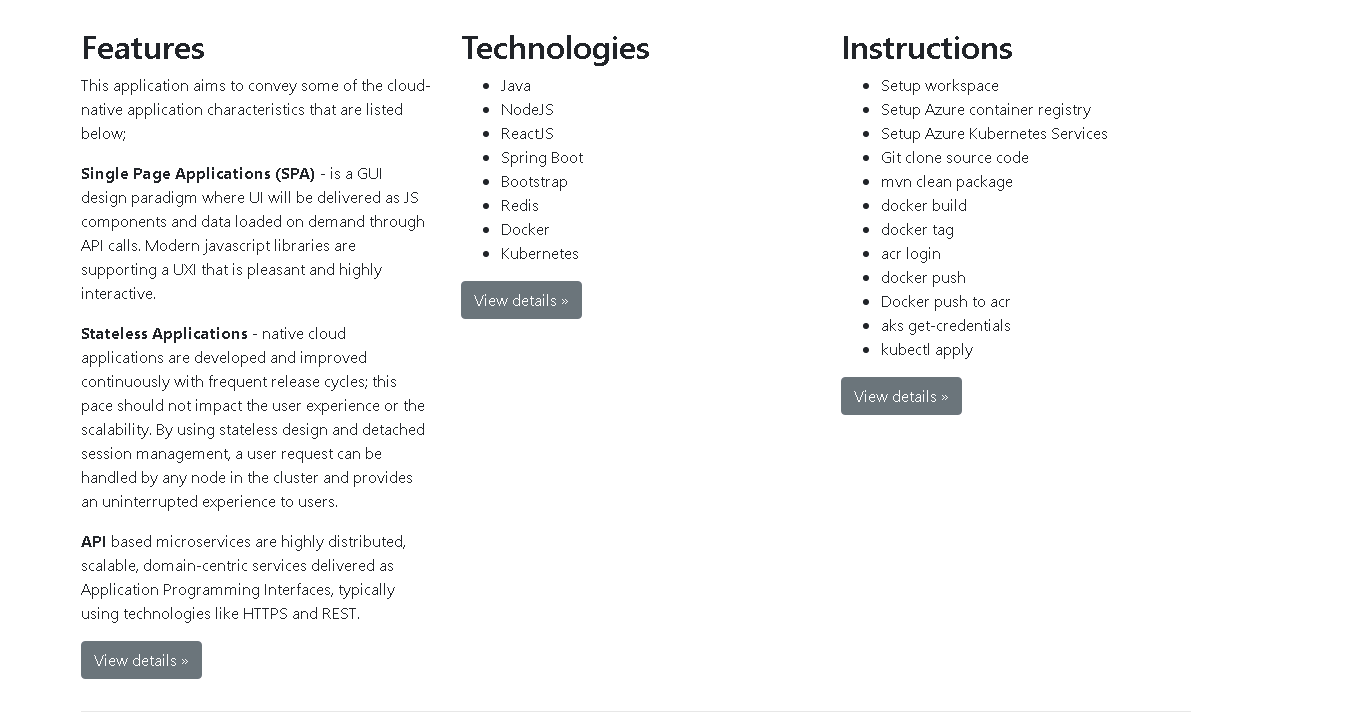 Features
This application aims to convey some of the cloud-
native application characteristics that are listed
below;
Single Page Applications (SPA) - is a GUI
design paradigm where UI will be delivered as JS
components and data loaded on demand through
API calls. Modern javascript libraries are
supporting a UXI that is pleasant and highly
interactive.
Stateless Applications - native cloud
applications are developed and improved
continuously with frequent release cycles; this
pace should not impact the user experience or the
scalability. By using stateless design and detached
session management, a user request can be
handled by any node in the cluster and provides
an uninterrupted experience to users.
API based microservices are highly distributed,
scalable, domain-centric services delivered as
Application Programming Interfaces, typically
using technologies like HTTPS and REST.
View details »
Technologies
• Java
• NodeJS
• ReactJS
• Spring Boot
• Bootstrap
• Redis
• Docker
• Kubernetes
View details »
Instructions
• Setup workspace
• Setup Azure container registry
• Setup Azure Kubernetes Services
• Git clone source code
• mvn clean package
• docker build
• docker tag
• acr login
• docker push
• Docker push to acr
• aks get-credentials
• kubectl apply
View details »